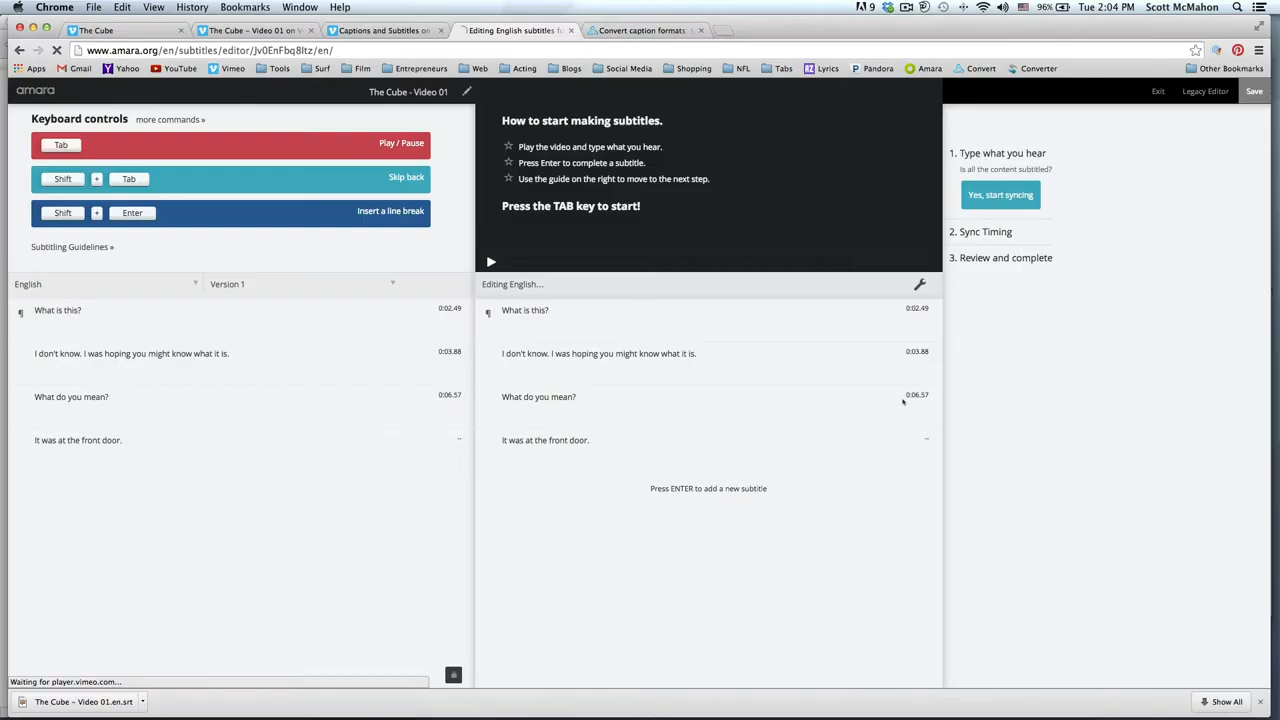 Chrome File Edit View History Bookmarks Window Help 9 96% Tue 2:04 PM Scott McMahon
The Cube The Cube – Video 01 on V Captions and Subtitles on Editing English subtitles fo Convert caption formats:
www.amara.org/en/subtitles/editor/Jv0EnFbq8Itz/en/
Apps Gmail Yahoo YouTube Vimeo Tools Surf Film Entrepreneurs Web Acting Blogs Social Media Shopping NFL Tabs Lyrics Pandora Amara Convert Converter Other Bookmarks
amara The Cube - Video 01 Exit Legacy Editor Save
Keyboard controls more commands »
Tab Play / Pause
Shift + Tab Skip back
Shift + Enter Insert a line break
Subtitling Guidelines »
How to start making subtitles.
Play the video and type what you hear.
Press Enter to complete a subtitle.
Use the guide on the right to move to the next step.
Press the TAB key to start!
1. Type what you hear
Is all the content subtitled?
Yes, start syncing
2. Sync Timing
3. Review and complete
English Version 1 Editing English...
¶ What is this? 0:02.49 ¶ What is this? 0:02.49
I don't know. I was hoping you might know what it is. 0:03.88 I don't know. I was hoping you might know what it is. 0:03.88
What do you mean? 0:06.57 What do you mean? 0:06.57
It was at the front door. -- It was at the front door. --
Press ENTER to add a new subtitle
Waiting for player.vimeo.com...
The Cube – Video 01.en.srt Show All